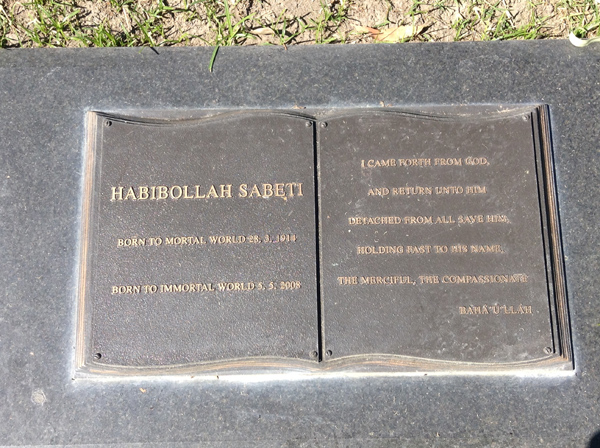 HABIBOLLAH SABETI
BORN TO MORTAL WORLD 28. 3. 1914
BORN TO IMMORTAL WORLD 5. 5. 2008
I CAME FORTH FROM GOD,
AND RETURN UNTO HIM
DETACHED FROM ALL SAVE HIM,
HOLDING FAST TO HIS NAME,
THE MERCIFUL, THE COMPASSIONATE
BAHÁ'U'LLÁH